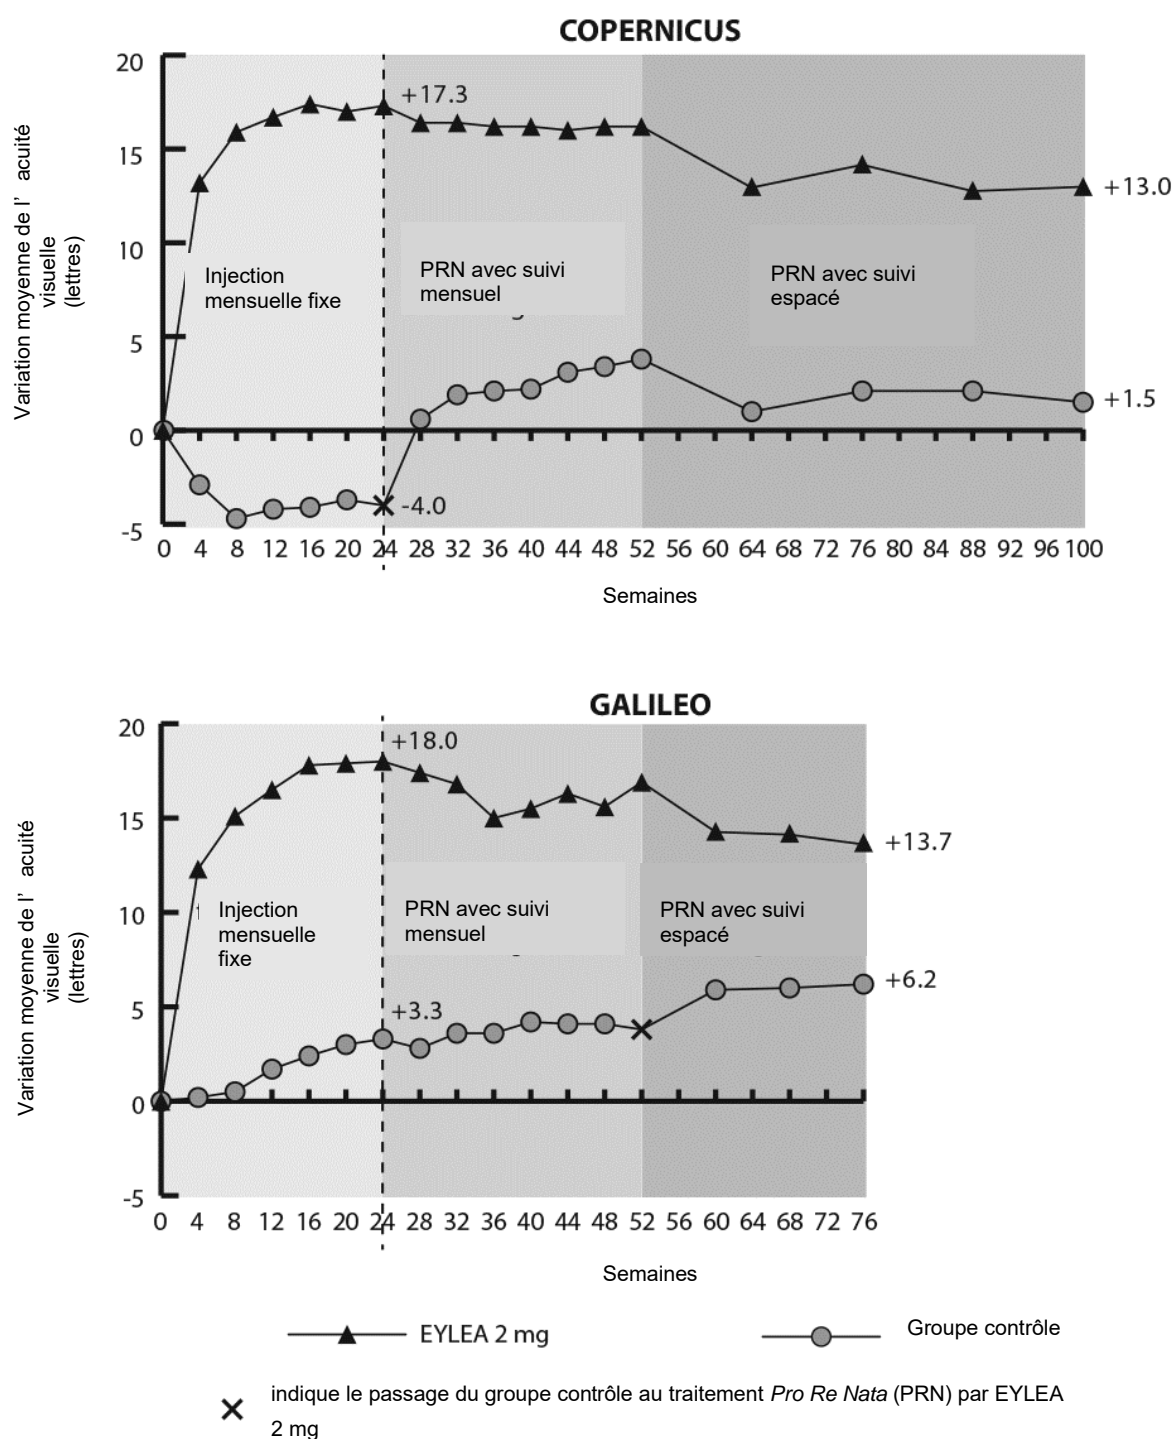 COPERNICUS
20
15
10
5
0
-5
Variation moyenne de l’ acuité
visuelle
(lettres)
+17.3
+13.0
Injection
mensuelle fixe
PRN avec suivi
mensuel
PRN avec suivi
espacé
+1.5
-4.0
0 4 8 12 16 20 24 28 32 36 40 44 48 52 56 60 64 68 72 76 80 84 88 92 96 100
Semaines
GALILEO
20
15
10
5
0
-5
Variation moyenne de l’ acuité
visuelle
(lettres)
+18.0
+13.7
Injection
mensuelle
fixe
PRN avec suivi
mensuel
PRN avec suivi
espacé
+3.3
+6.2
0 4 8 12 16 20 24 28 32 36 40 44 48 52 56 60 64 68 72 76
Semaines
EYLEA 2 mg
Groupe contrôle
indique le passage du groupe contrôle au traitement Pro Re Nata (PRN) par EYLEA
2 mg